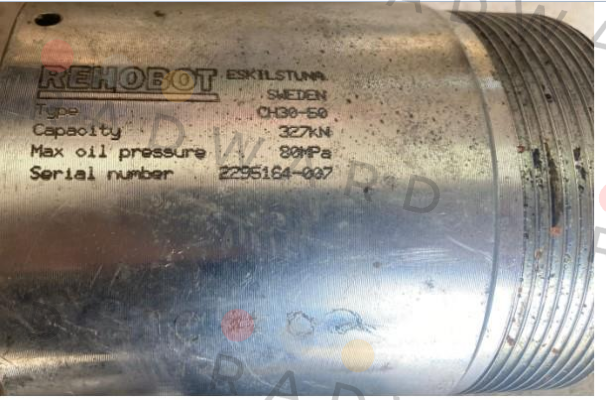 REHOBOT ESKILSTUNA
SWEDEN
Type CH30-50
Capacity 327kN
Max oil pressure 80MPa
Serial number 2295164-007